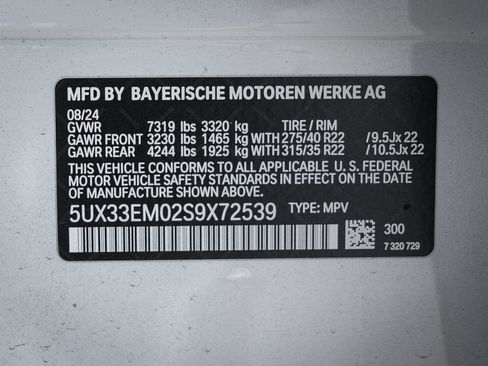 MFD BY BAYERISCHE MOTOREN WERKE AG
08/24
GVWR 7319 lbs 3320 kg TIRE / RIM
GAWR FRONT 3230 lbs 1465 kg WITH 275/40 R22 /9.5Jx 22
GAWR REAR 4244 lbs 1925 kg WITH 315/35 R22 /10.5Jx 22
THIS VEHICLE CONFORMS TO ALL APPLICABLE U. S. FEDERAL
MOTOR VEHICLE SAFETY STANDARDS IN EFFECT ON THE DATE
OF MANUFACTURE SHOWN ABOVE.
5UX33EM02S9X72539 TYPE: MPV
300
7 320 729